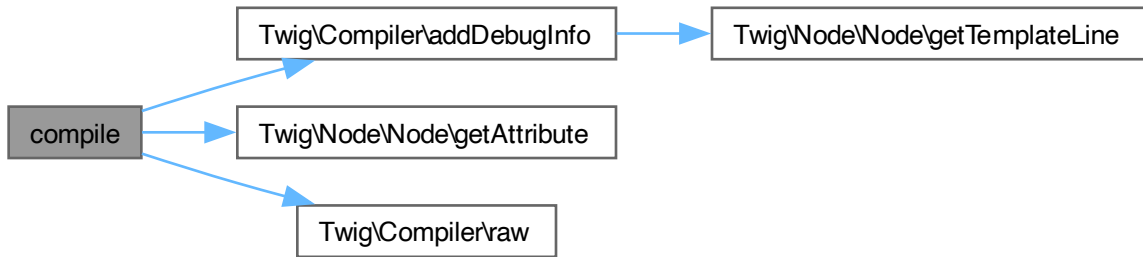 Twig\Compiler\addDebugInfo
Twig\Node\Node\getTemplateLine
compile
Twig\Node\Node\getAttribute
Twig\Compiler\raw